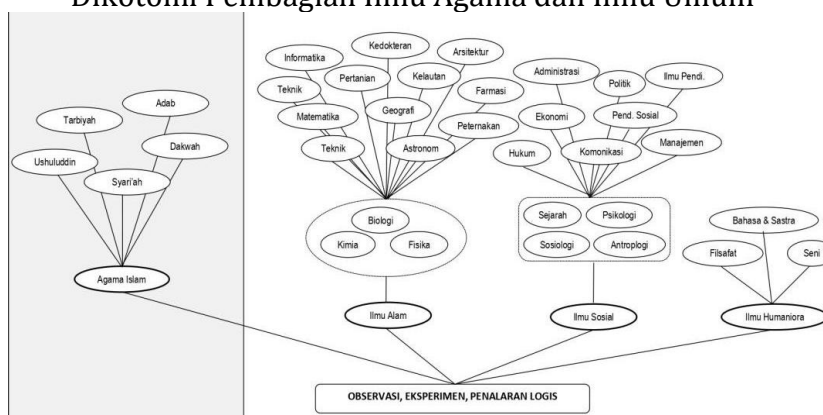 Dikotomi Pembagian Ilmu Agama dan Ilmu Umum
Kedokteran
Informatika
Arsitektur
Teknik
Pertanian
Kelautan
Farmasi
Matematika
Geografi
Peternakan
Teknik
Astronom
Administrasi
Politik
Ilmu Pendi.
Ekonomi
Pend. Sosial
Hukum
Komonikasi
Manajemen
Adab
Tarbiyah
Dakwah
Ushuluddin
Syari'ah
Biologi
Kimia
Fisika
Sejarah
Psikologi
Sosiologi
Antroplogi
Bahasa & Sastra
Filsafat
Seni
Agama Islam
Ilmu Alam
Ilmu Sosial
Ilmu Humaniora
OBSERVASI, EKSPERIMEN, PENALARAN LOGIS